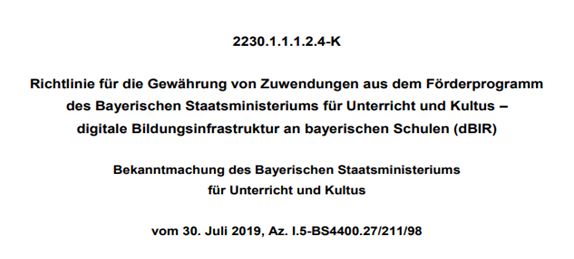 2230.1.1.1.2.4-K
Richtlinie für die Gewährung von Zuwendungen aus dem Förderprogramm
des Bayerischen Staatsministeriums für Unterricht und Kultus –
digitale Bildungsinfrastruktur an bayerischen Schulen (dBIR)
Bekanntmachung des Bayerischen Staatsministeriums
für Unterricht und Kultus
vom 30. Juli 2019, Az. I.5-BS4400.27/211/98